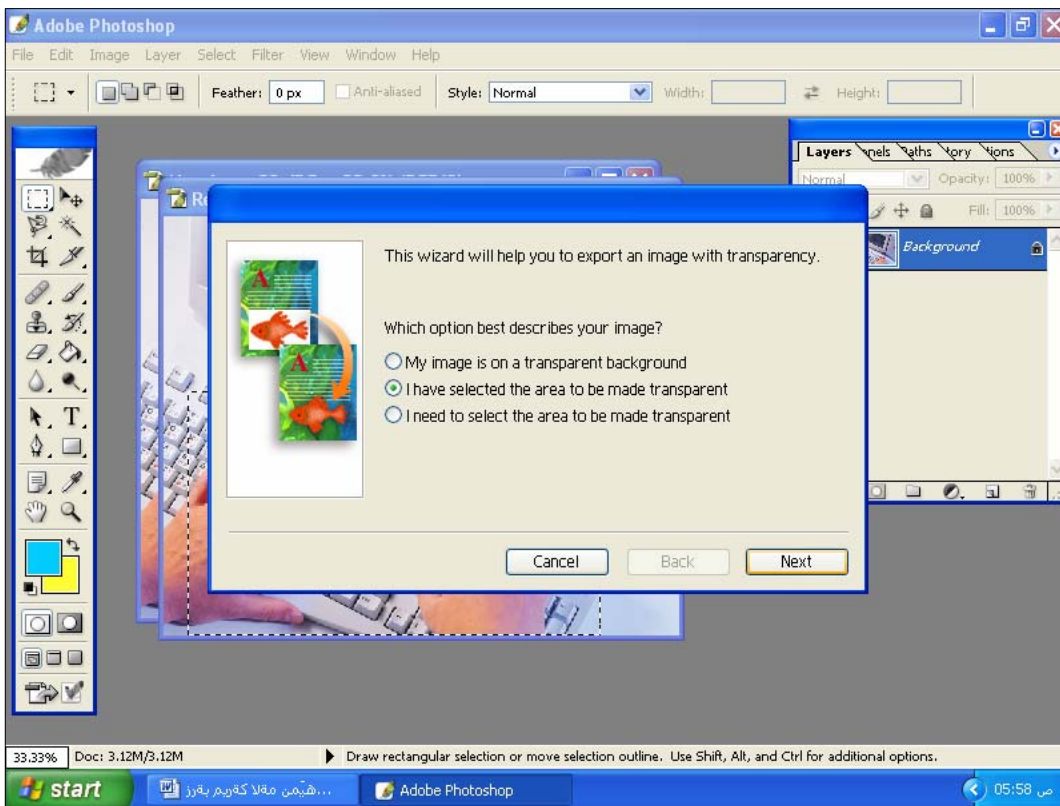 Adobe Photoshop
File Edit Image Layer Select Filter View Window Help
Feather: 0 px Anti-aliased Style: Normal Width: Height:
Layers
Normal Opacity: 100%
Fill: 100%
Background
This wizard will help you to export an image with transparency.
Which option best describes your image?
My image is on a transparent background
I have selected the area to be made transparent
I need to select the area to be made transparent
Cancel Back Next
33.33% Doc: 3.12M/3.12M Draw rectangular selection or move selection outline. Use Shift, Alt, and Ctrl for additional options.
start هێمن مەلا کەریم بەرز... Adobe Photoshop 05:58 ص